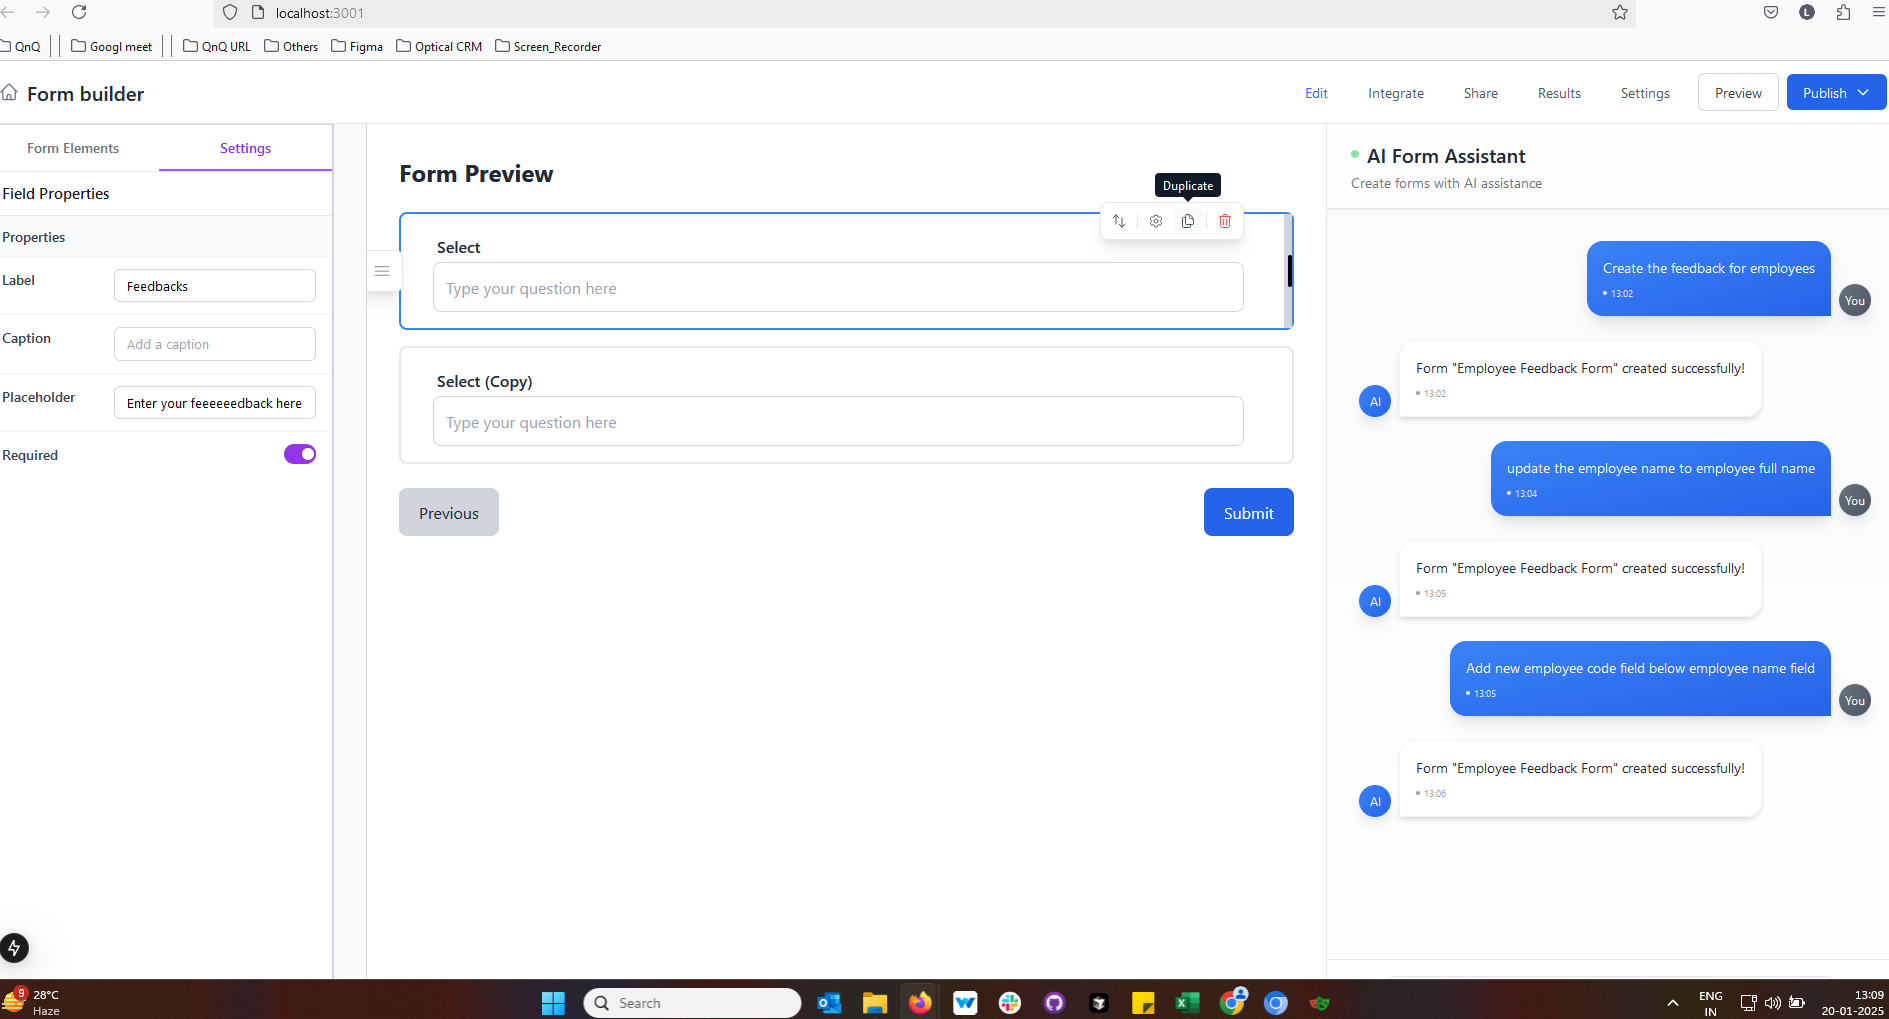 localhost:3001
QnQ
Googl meet
QnQ URL
Others
Figma
Optical CRM
Screen_Recorder
Form builder
Edit
Integrate
Share
Results
Settings
Preview
Publish
Form Elements
Settings
Field Properties
Properties
Label
Feedbacks
Caption
Add a caption
Placeholder
Enter your feeeeeedback here
Required
Form Preview
Duplicate
Select
Type your question here
Select (Copy)
Type your question here
Previous
Submit
AI Form Assistant
Create forms with AI assistance
Create the feedback for employees
13:02
You
Form "Employee Feedback Form" created successfully!
13:02
AI
update the employee name to employee full name
13:04
You
Form "Employee Feedback Form" created successfully!
13:05
AI
Add new employee code field below employee name field
13:05
You
Form "Employee Feedback Form" created successfully!
13:06
AI
9
28°C
Haze
Search
ENG
IN
13:09
20-01-2025